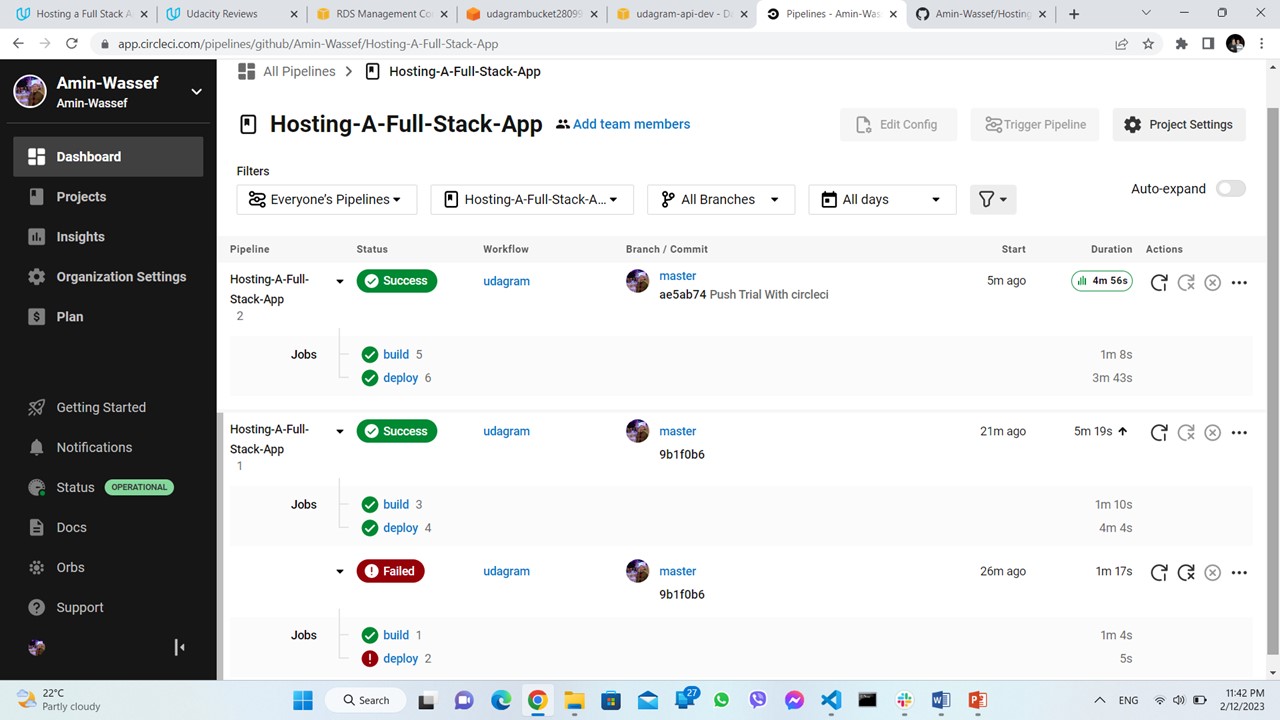 Hosting a Full Stack A
Udacity Reviews
RDS Management Co
udagrambucket28099
udagram-api-dev - Da
Pipelines - Amin-Was
Amin-Wassef/Hosting
app.circleci.com/pipelines/github/Amin-Wassef/Hosting-A-Full-Stack-App
Amin-Wassef
Amin-Wassef
Dashboard
Projects
Insights
Organization Settings
Plan
Getting Started
Notifications
Status OPERATIONAL
Docs
Orbs
Support
All Pipelines Hosting-A-Full-Stack-App
Hosting-A-Full-Stack-App Add team members
Edit Config Trigger Pipeline Project Settings
Filters
Everyone's Pipelines Hosting-A-Full-Stack-A... All Branches All days
Auto-expand
Pipeline Status Workflow Branch / Commit Start Duration Actions
Hosting-A-Full-Stack-App 2 Success udagram master 5m ago 4m 56s
ae5ab74 Push Trial With circleci
Jobs build 5 1m 8s
deploy 6 3m 43s
Hosting-A-Full-Stack-App 1 Success udagram master 21m ago 5m 19s
9b1f0b6
Jobs build 3 1m 10s
deploy 4 4m 4s
Failed udagram master 26m ago 1m 17s
9b1f0b6
Jobs build 1 1m 4s
deploy 2 5s
22°C
Partly cloudy
Search
27
ENG
11:42 PM
2/12/2023